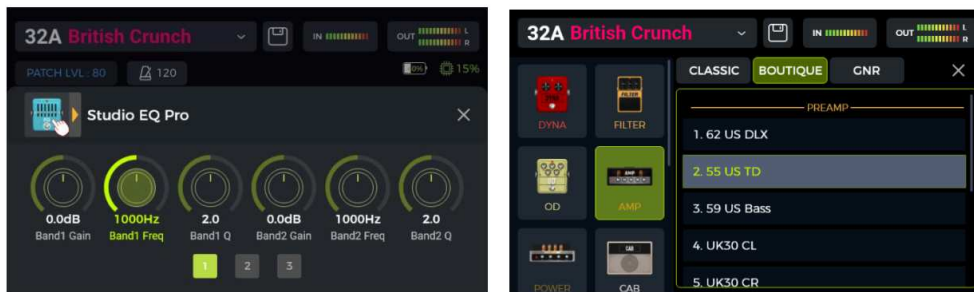 32A British Crunch
IN
OUT
L
R
PATCH LVL : 80
120
0%
15%
Studio EQ Pro
0.0dB
1000Hz
2.0
0.0dB
1000Hz
2.0
Band1 Gain
Band1 Freq
Band1 Q
Band2 Gain
Band2 Freq
Band2 Q
1
2
3
32A British Crunch
IN
OUT
L
R
CLASSIC
BOUTIQUE
GNR
DYNA
FILTER
FILTER
OD
AMP
AMP
POWER
CAB
CAB
PREAMP
1. 62 US DLX
2. 55 US TD
3. 59 US Bass
4. UK30 CL
5. UK30 CR